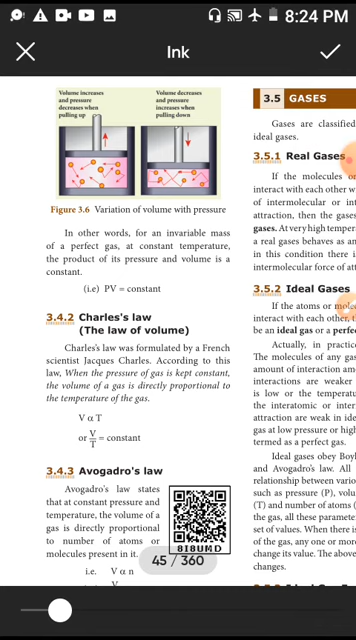 8:24 PM
Ink
Volume increases
and pressure
decreases when
pulling up
Volume decreases
and pressure
increases when
pulling down
Figure 3.6 Variation of volume with pressure
In other words, for an invariable mass
of a perfect gas, at constant temperature,
the product of its pressure and volume is a
constant.
(i.e) PV = constant
3.4.2 Charles's law
(The law of volume)
Charles's law was formulated by a French
scientist Jacques Charles. According to this
law, When the pressure of gas is kept constant,
the volume of a gas is directly proportional to
the temperature of the gas.
V α T
or V/T = constant
3.4.3 Avogadro's law
Avogadro's law states
that at constant pressure and
temperature, the volume of a
gas is directly proportional
to number of atoms or
molecules present in it.
i.e. V α n
V
8I8UMD
45 / 360
3.5 GASES
Gases are classified
ideal gases.
3.5.1 Real Gases
If the molecules or
interact with each other w
of intermolecular or int
attraction, then the gases
gases. At very high temper
a real gases behaves as an
in this condition there i
intermolecular force of att
3.5.2 Ideal Gases
If the atoms or molec
interact with each other, t
be an ideal gas or a perfe
Actually, in practice
The molecules of any gas
amount of interaction amo
interactions are weaker
is low or the temperatu
the interatomic or inter
attraction are weak in ide
gas at low pressure or high
termed as a perfect gas.
Ideal gases obey Boyl
and Avogadro's law. All
relationship between vario
such as pressure (P), volu
(T) and number of atoms (
the gas, all these paramete
set of values. When there is
of the gas, any one or more
change its value. The above
changes.